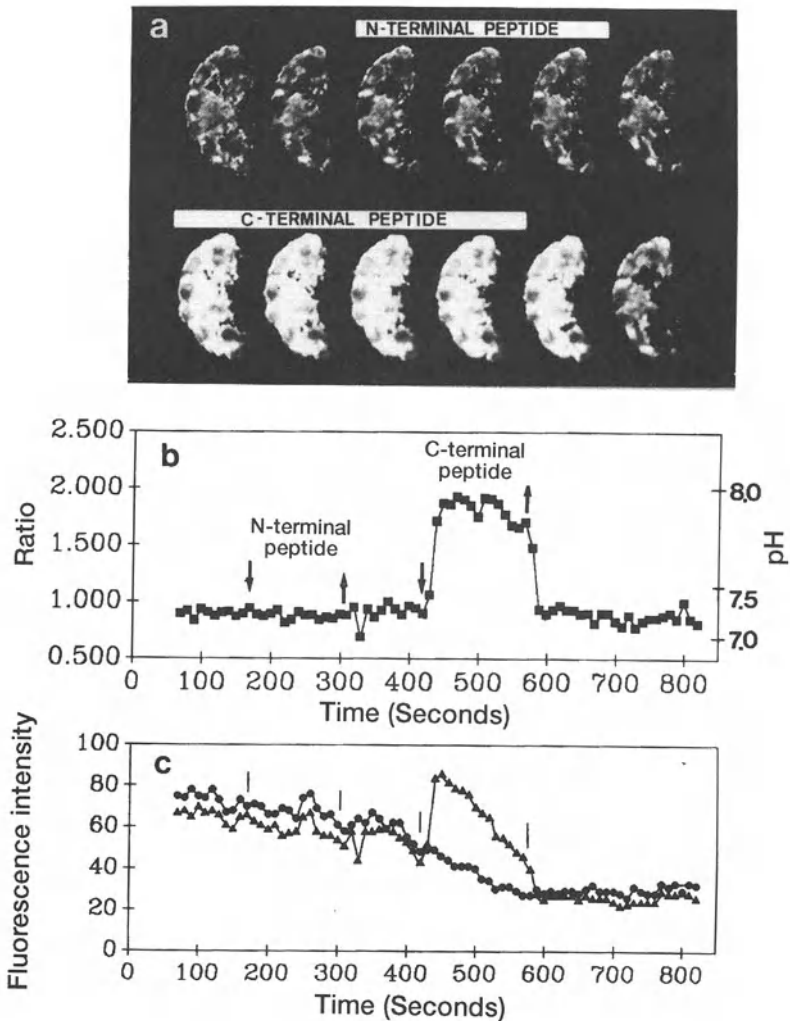 a
N-TERMINAL PEPTIDE
C-TERMINAL PEPTIDE
b
Ratio
2.500
2.000
1.500
1.000
0.500
N-terminal
peptide
C-terminal
peptide
8.0
7.5
7.0
pH
0 100 200 300 400 500 600 700 800
Time (Seconds)
c
Fluorescence intensity
100
80
60
40
20
0
0 100 200 300 400 500 600 700 800
Time (Seconds)